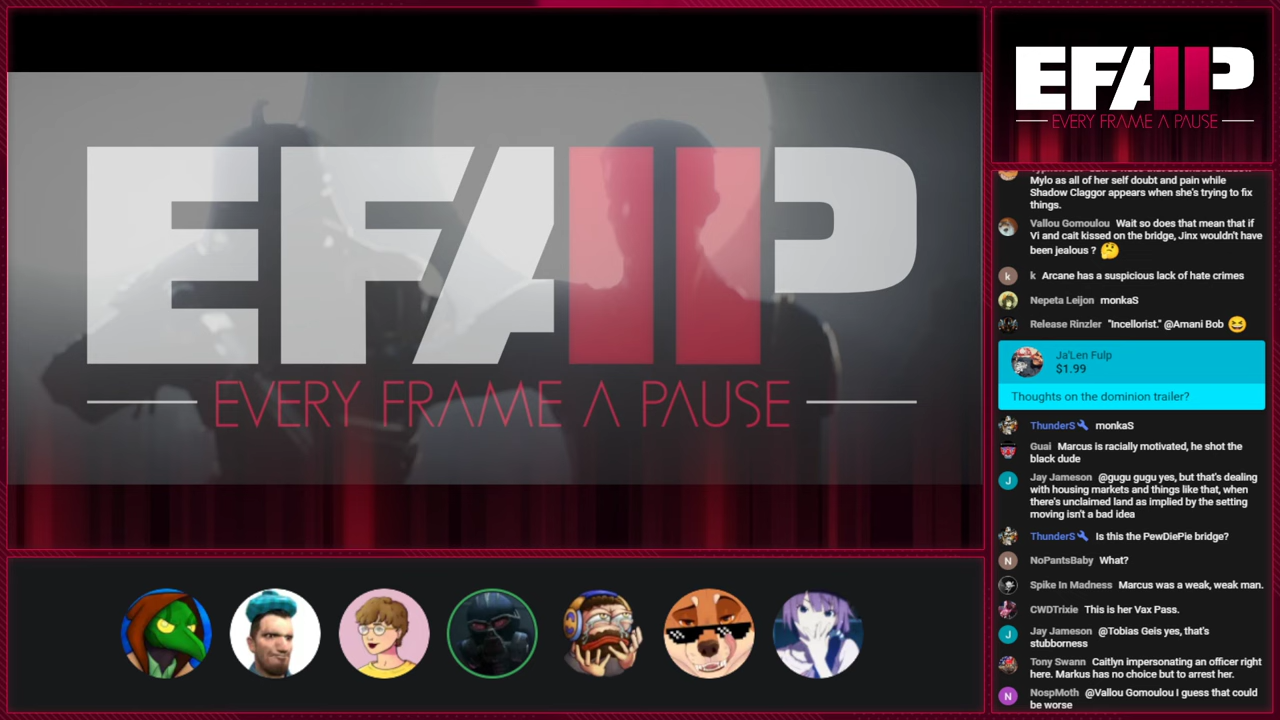 EFAP
EVERY FRAME A PAUSE
EFAP
EVERY FRAME A PAUSE
Mylo as all of her self doubt and pain while
Shadow Claggor appears when she's trying to fix
things.
Vallou Gomoulou Wait so does that mean that if
Vi and cait kissed on the bridge, Jinx wouldn't have
been jealous ? 🤔
k k Arcane has a suspicious lack of hate crimes
Nepeta Leijon monkaS
Release Rinzler "Incellorist." @Amani Bob 😆
Ja'Len Fulp
$1.99
Thoughts on the dominion trailer?
ThunderS monkaS
Guai Marcus is racially motivated, he shot the
black dude
J Jay Jameson @gugu gugu yes, but that's dealing
with housing markets and things like that, when
there's unclaimed land as implied by the setting
moving isn't a bad idea
ThunderS Is this the PewDiePie bridge?
N NoPantsBaby What?
Spike In Madness Marcus was a weak, weak man.
CWDTrixie This is her Vax Pass.
J Jay Jameson @Tobias Geis yes, that's
stubborness
Tony Swann Caitlyn impersonating an officer right
here. Markus has no choice but to arrest her.
N NospMoth @Vallou Gomoulou I guess that could
be worse